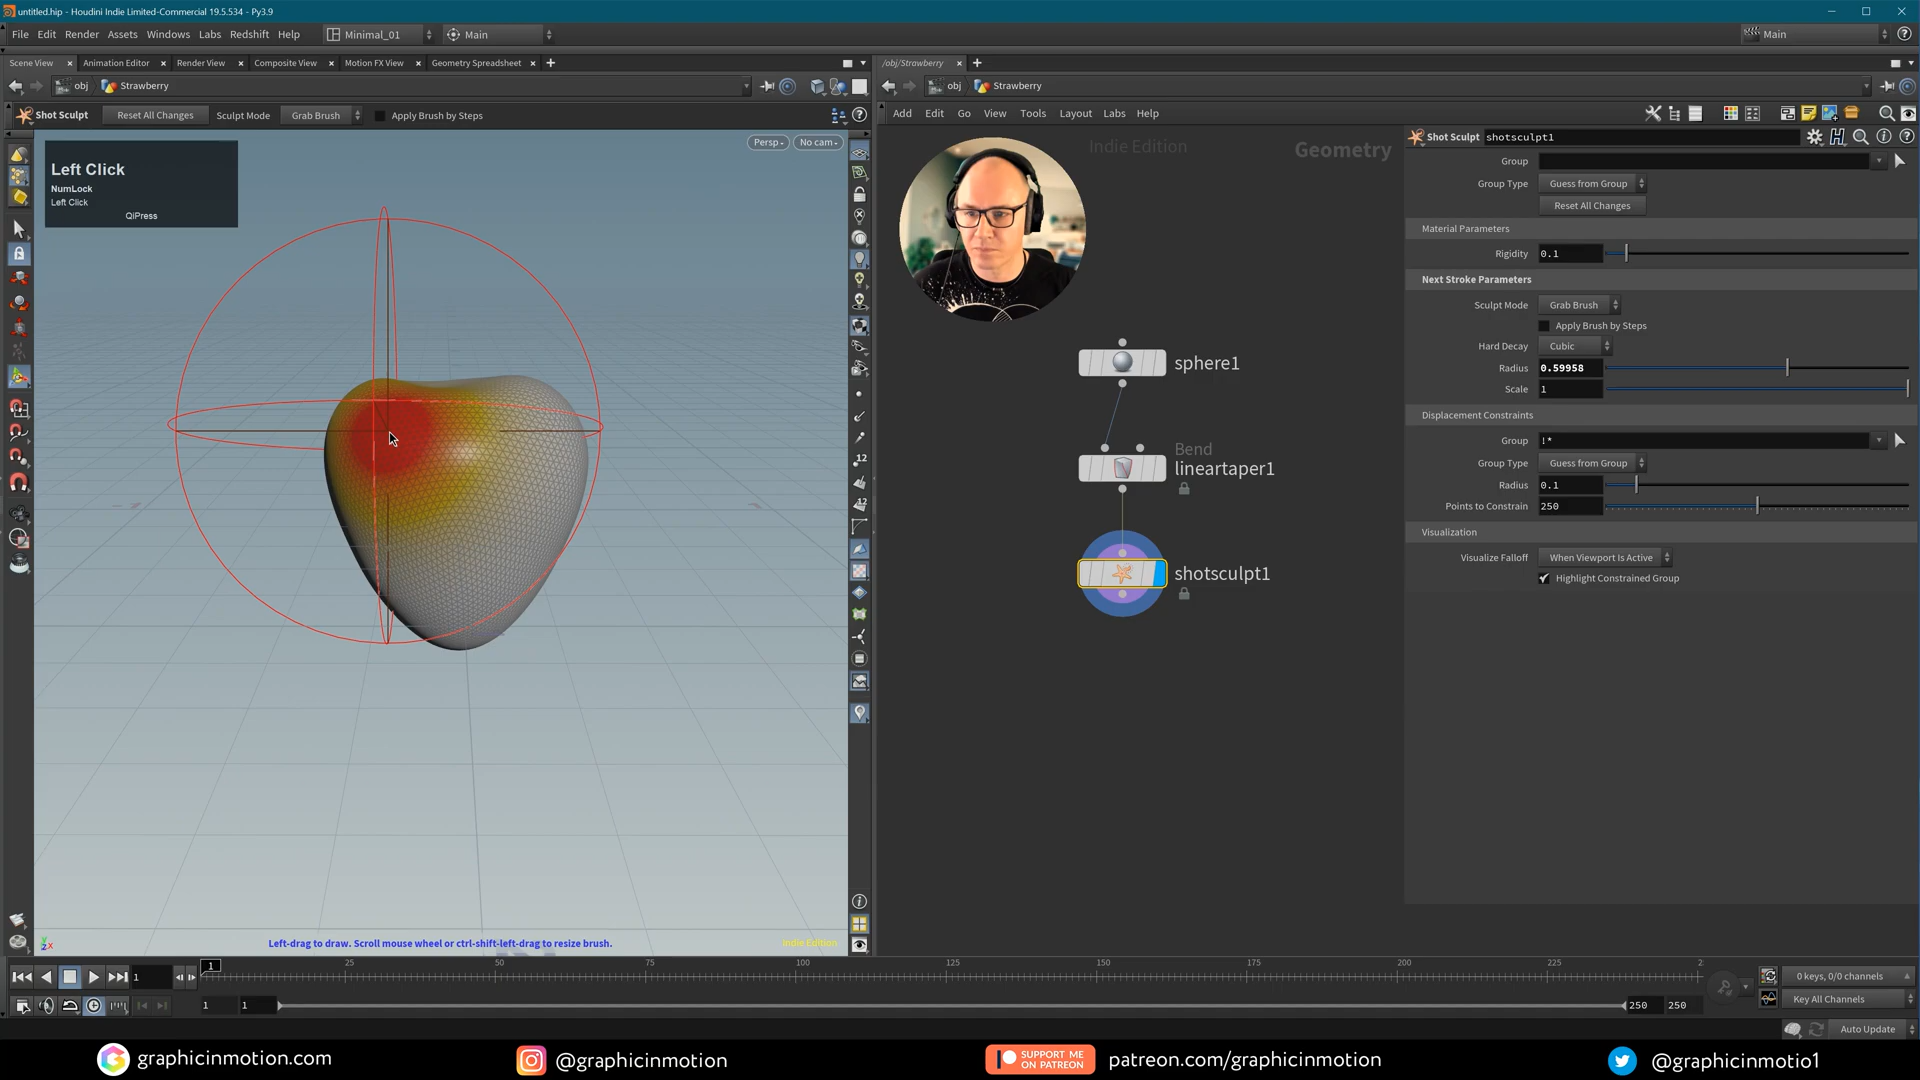 untitled.hip - Houdini Indie Limited-Commercial 19.5.534 - Py3.9
File Edit Render Assets Windows Labs Redshift Help Minimal_01 Main Main
Scene View Animation Editor Render View Composite View Motion FX View Geometry Spreadsheet /obj/Strawberry
obj Strawberry obj Strawberry
Shot Sculpt Reset All Changes Sculpt Mode Grab Brush Apply Brush by Steps
Add Edit Go View Tools Layout Labs Help
Persp No cam
Left Click
NumLock
Left Click
QiPress
Indie Edition
Geometry
sphere1
Bend
lineartaper1
shotsculpt1
Shot Sculpt shotsculpt1
Group
Group Type Guess from Group
Reset All Changes
Material Parameters
Rigidity 0.1
Next Stroke Parameters
Sculpt Mode Grab Brush
Apply Brush by Steps
Hard Decay Cubic
Radius 0.59958
Scale 1
Displacement Constraints
Group !*
Group Type Guess from Group
Radius 0.1
Points to Constrain 250
Visualization
Visualize Falloff When Viewport Is Active
Highlight Constrained Group
12
12
Left-drag to draw. Scroll mouse wheel or ctrl-shift-left-drag to resize brush.
Indie Edition
1 1 25 50 75 100 125 150 175 200 225 2
0 keys, 0/0 channels
1 1 250 250 Key All Channels
Auto Update
graphicinmotion.com @graphicinmotion SUPPORT ME ON PATREON patreon.com/graphicinmotion @graphicinmotio1